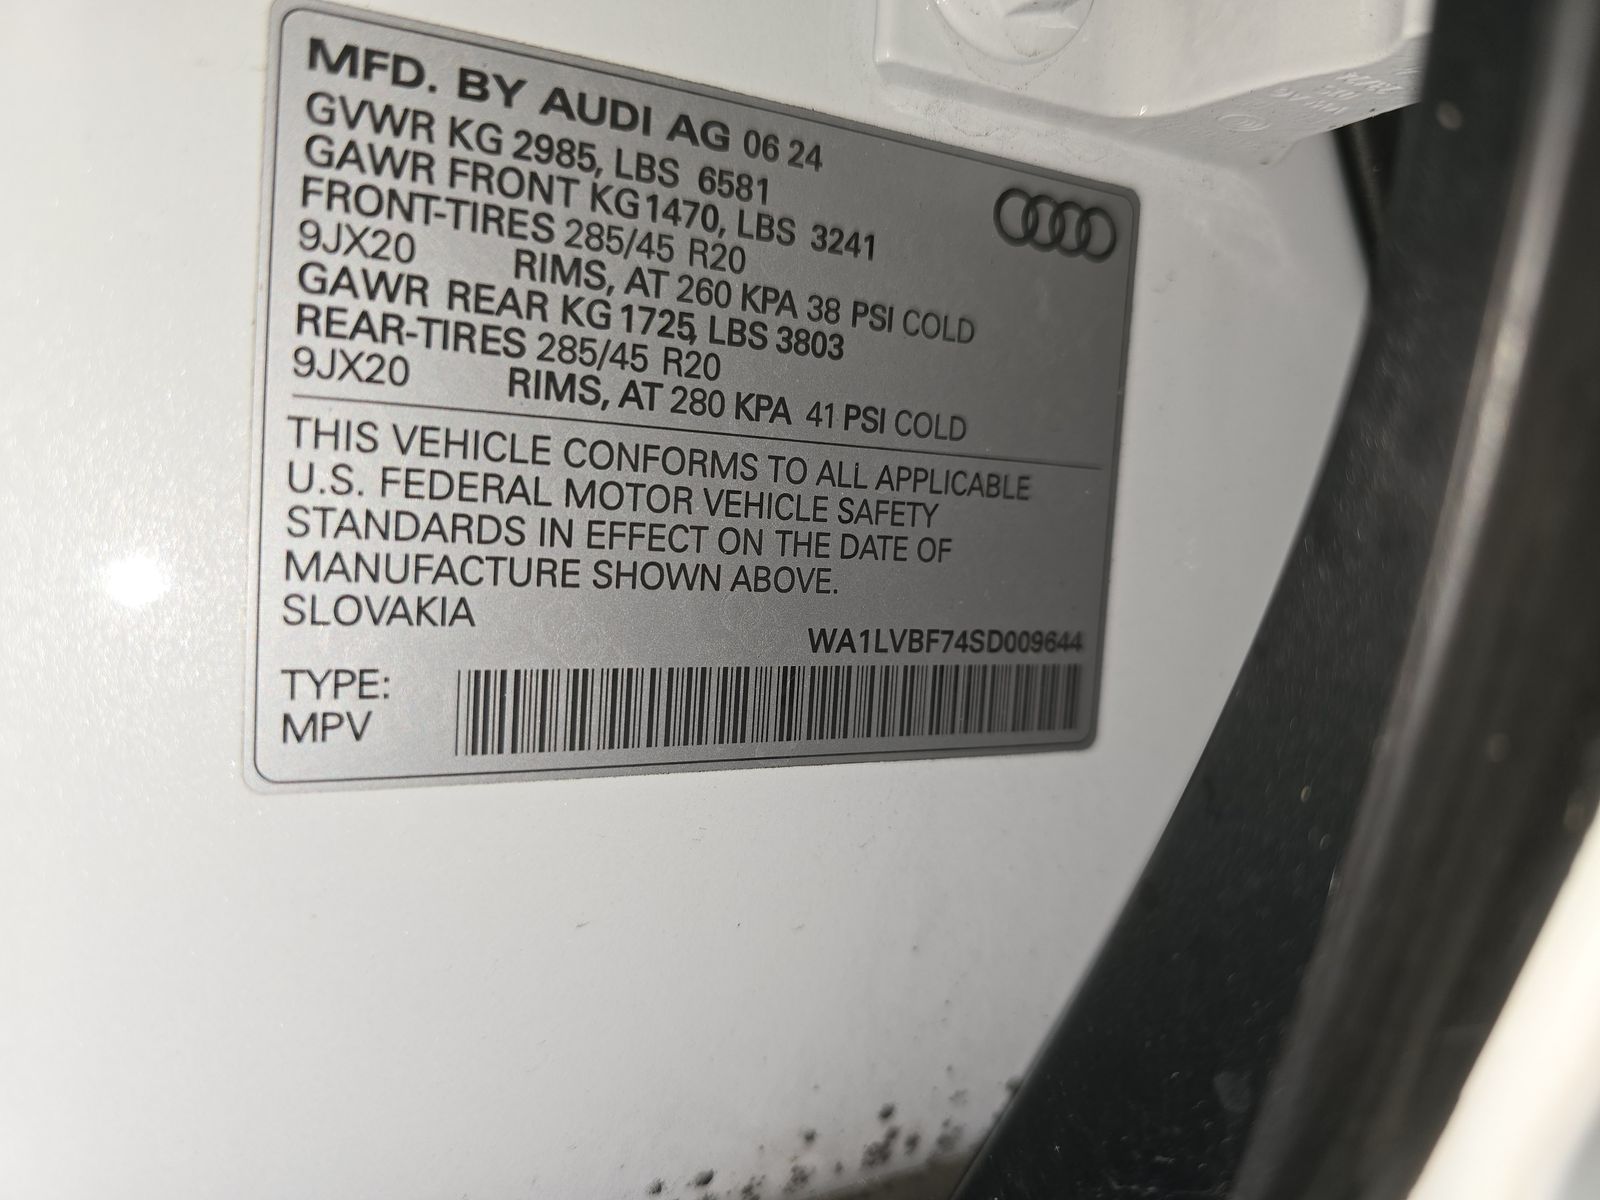 MFD. BY AUDI AG 06 24
GVWR KG 2985, LBS 6581
GAWR FRONT KG 1470, LBS 3241
FRONT-TIRES 285/45 R20
9JX20 RIMS, AT 260 KPA 38 PSI COLD
GAWR REAR KG 1725, LBS 3803
REAR-TIRES 285/45 R20
9JX20 RIMS, AT 280 KPA 41 PSI COLD
THIS VEHICLE CONFORMS TO ALL APPLICABLE
U.S. FEDERAL MOTOR VEHICLE SAFETY
STANDARDS IN EFFECT ON THE DATE OF
MANUFACTURE SHOWN ABOVE.
SLOVAKIA
WA1LVBF74SD009644
TYPE:
MPV